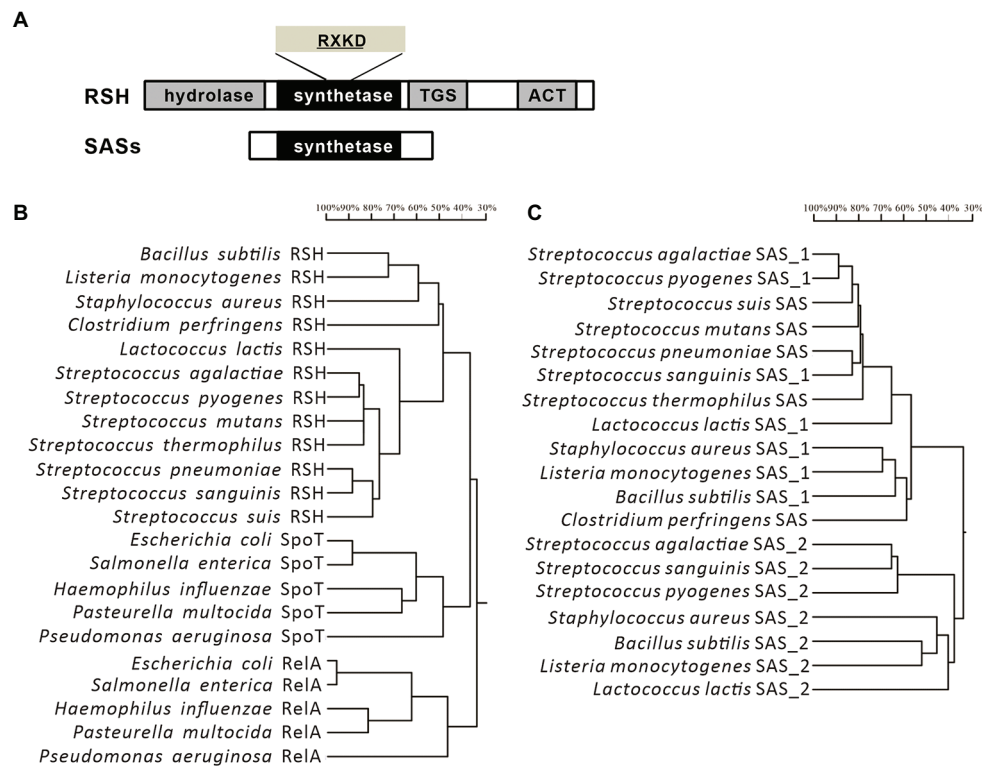 A
RXKD
RSH hydrolase synthetase TGS ACT
SASs synthetase
B
100% 90% 80% 70% 60% 50% 40% 30%
Bacillus subtilis RSH
Listeria monocytogenes RSH
Staphylococcus aureus RSH
Clostridium perfringens RSH
Lactococcus lactis RSH
Streptococcus agalactiae RSH
Streptococcus pyogenes RSH
Streptococcus mutans RSH
Streptococcus thermophilus RSH
Streptococcus pneumoniae RSH
Streptococcus sanguinis RSH
Streptococcus suis RSH
Escherichia coli SpoT
Salmonella enterica SpoT
Haemophilus influenzae SpoT
Pasteurella multocida SpoT
Pseudomonas aeruginosa SpoT
Escherichia coli RelA
Salmonella enterica RelA
Haemophilus influenzae RelA
Pasteurella multocida RelA
Pseudomonas aeruginosa RelA
C
100% 90% 80% 70% 60% 50% 40% 30%
Streptococcus agalactiae SAS_1
Streptococcus pyogenes SAS_1
Streptococcus suis SAS
Streptococcus mutans SAS
Streptococcus pneumoniae SAS
Streptococcus sanguinis SAS_1
Streptococcus thermophilus SAS
Lactococcus lactis SAS_1
Staphylococcus aureus SAS_1
Listeria monocytogenes SAS_1
Bacillus subtilis SAS_1
Clostridium perfringens SAS
Streptococcus agalactiae SAS_2
Streptococcus sanguinis SAS_2
Streptococcus pyogenes SAS_2
Staphylococcus aureus SAS_2
Bacillus subtilis SAS_2
Listeria monocytogenes SAS_2
Lactococcus lactis SAS_2